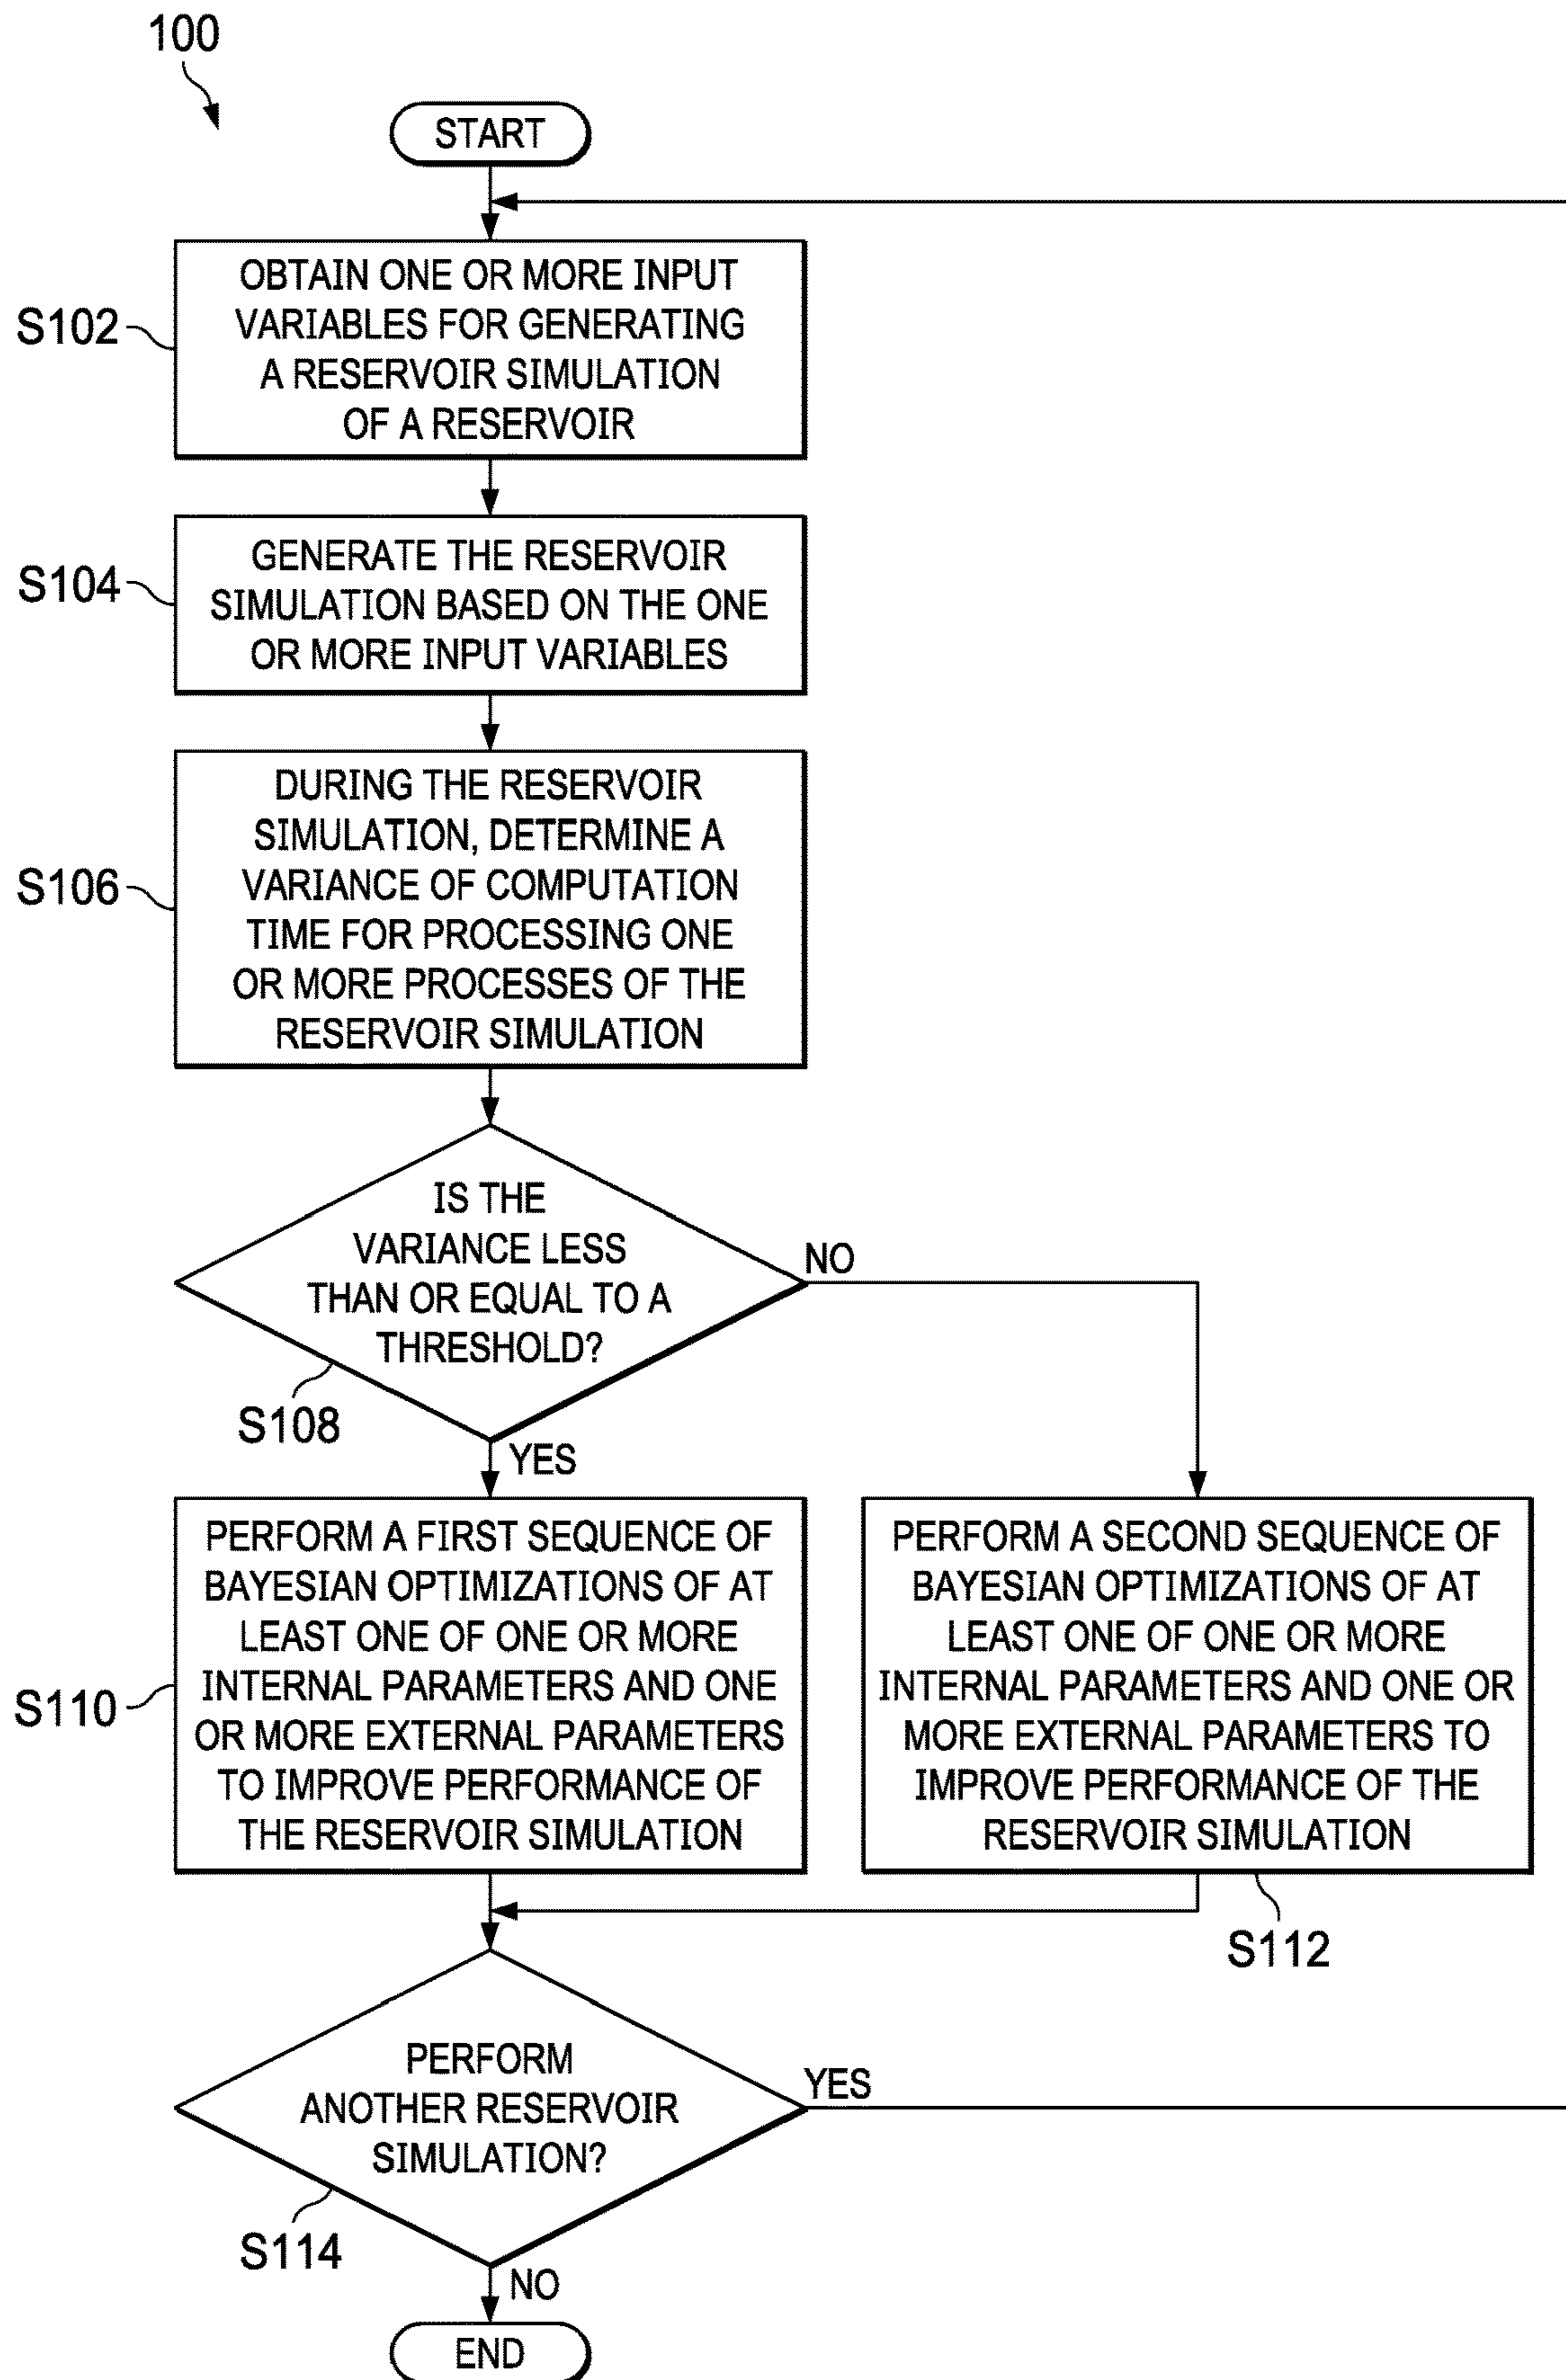 100
START
S102
OBTAIN ONE OR MORE INPUT
VARIABLES FOR GENERATING
A RESERVOIR SIMULATION
OF A RESERVOIR
S104
GENERATE THE RESERVOIR
SIMULATION BASED ON THE ONE
OR MORE INPUT VARIABLES
S106
DURING THE RESERVOIR
SIMULATION, DETERMINE A
VARIANCE OF COMPUTATION
TIME FOR PROCESSING ONE
OR MORE PROCESSES OF THE
RESERVOIR SIMULATION
IS THE
VARIANCE LESS
THAN OR EQUAL TO A
THRESHOLD?
NO
S108
YES
S110
PERFORM A FIRST SEQUENCE OF
BAYESIAN OPTIMIZATIONS OF AT
LEAST ONE OF ONE OR MORE
INTERNAL PARAMETERS AND ONE
OR MORE EXTERNAL PARAMETERS
TO IMPROVE PERFORMANCE OF
THE RESERVOIR SIMULATION
PERFORM A SECOND SEQUENCE OF
BAYESIAN OPTIMIZATIONS OF AT
LEAST ONE OF ONE OR MORE
INTERNAL PARAMETERS AND ONE OR
MORE EXTERNAL PARAMETERS TO
IMPROVE PERFORMANCE OF THE
RESERVOIR SIMULATION
S112
PERFORM
ANOTHER RESERVOIR
SIMULATION?
YES
S114
NO
END